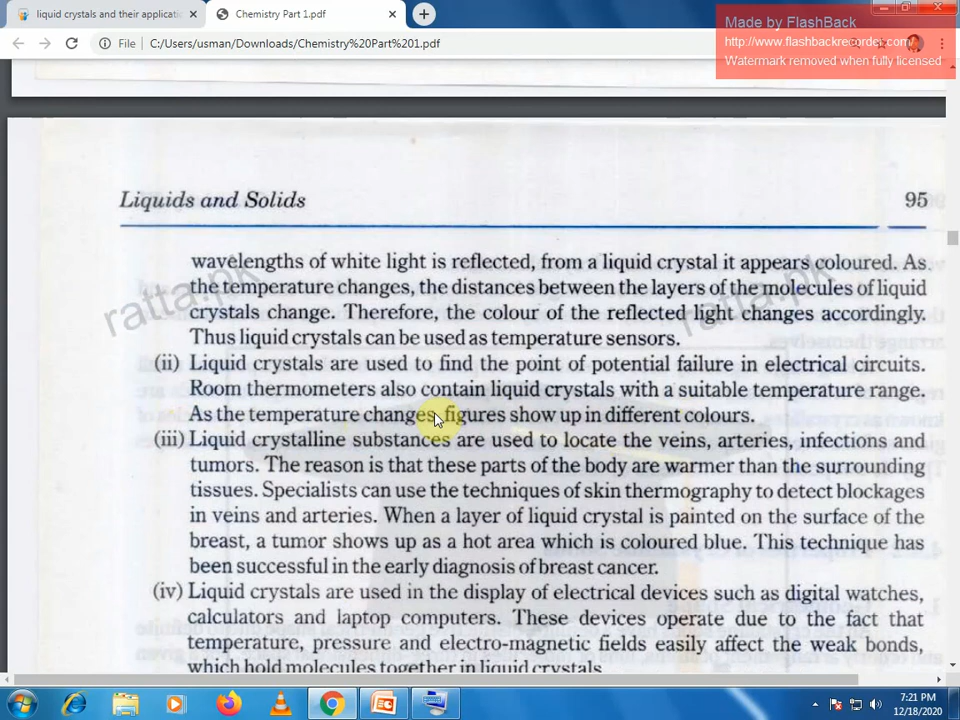 liquid crystals and their applicatio
Chemistry Part 1.pdf
Made by FlashBack
File
C:/Users/usman/Downloads/Chemistry%20Part%201.pdf
http://www.flashbackrecorder.com/
Watermark removed when fully licensed
Liquids and Solids
95
wavelengths of white light is reflected, from a liquid crystal it appears coloured. As
the temperature changes, the distances between the layers of the molecules of liquid
crystals change. Therefore, the colour of the reflected light changes accordingly.
Thus liquid crystals can be used as temperature sensors.
(ii) Liquid crystals are used to find the point of potential failure in electrical circuits.
Room thermometers also contain liquid crystals with a suitable temperature range.
As the temperature changes, figures show up in different colours.
(iii) Liquid crystalline substances are used to locate the veins, arteries, infections and
tumors. The reason is that these parts of the body are warmer than the surrounding
tissues. Specialists can use the techniques of skin thermography to detect blockages
in veins and arteries. When a layer of liquid crystal is painted on the surface of the
breast, a tumor shows up as a hot area which is coloured blue. This technique has
been successful in the early diagnosis of breast cancer.
(iv) Liquid crystals are used in the display of electrical devices such as digital watches,
calculators and laptop computers. These devices operate due to the fact that
temperature, pressure and electro-magnetic fields easily affect the weak bonds,
which hold molecules together in liquid crystals
ratta.pk
ratta.pk
7:21 PM
12/18/2020